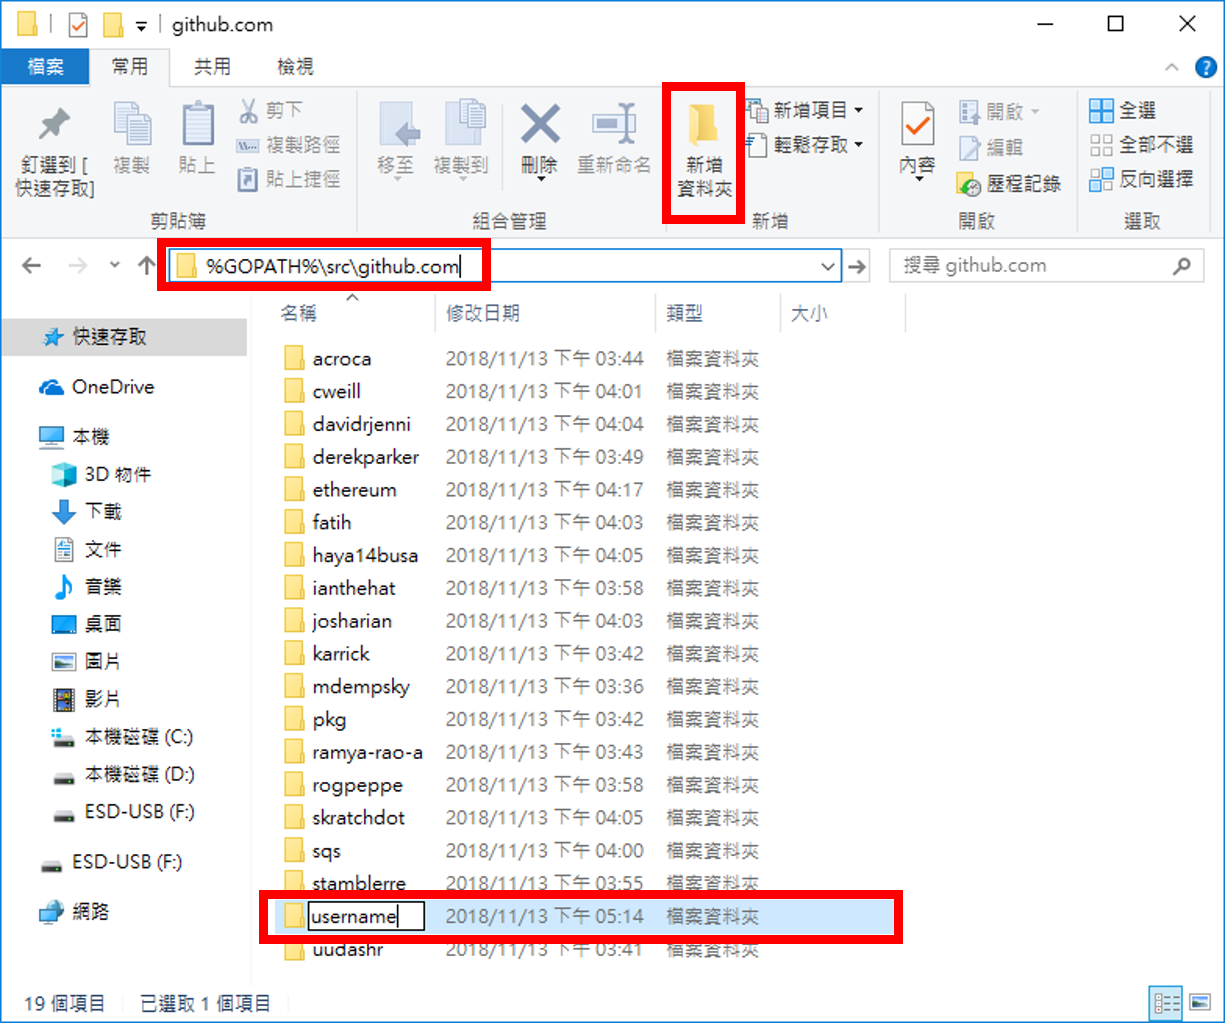 github.com
檔案 常用 共用 檢視
釘選到 [
快速存取]
複製
貼上
剪下
複製路徑
貼上捷徑
剪貼簿
移至
複製到
刪除
重新命名
組合管理
新增
資料夾
新增項目
輕鬆存取
新增
內容
開啟
編輯
歷程記錄
開啟
全選
全部不選
反向選擇
選取
%GOPATH%\src\github.com
搜尋 github.com
快速存取
OneDrive
本機
3D 物件
下載
文件
音樂
桌面
圖片
影片
本機磁碟 (C:)
本機磁碟 (D:)
ESD-USB (F:)
ESD-USB (F:)
網路
名稱 修改日期 類型 大小
acroca 2018/11/13 下午 03:44 檔案資料夾
cweill 2018/11/13 下午 04:01 檔案資料夾
davidrjenni 2018/11/13 下午 04:04 檔案資料夾
derekparker 2018/11/13 下午 03:49 檔案資料夾
ethereum 2018/11/13 下午 04:17 檔案資料夾
fatih 2018/11/13 下午 04:03 檔案資料夾
haya14busa 2018/11/13 下午 04:05 檔案資料夾
ianthehat 2018/11/13 下午 03:58 檔案資料夾
josharian 2018/11/13 下午 04:03 檔案資料夾
karrick 2018/11/13 下午 03:42 檔案資料夾
mdempsky 2018/11/13 下午 03:36 檔案資料夾
pkg 2018/11/13 下午 03:42 檔案資料夾
ramya-rao-a 2018/11/13 下午 03:43 檔案資料夾
rogpeppe 2018/11/13 下午 03:58 檔案資料夾
skratchdot 2018/11/13 下午 04:05 檔案資料夾
sqs 2018/11/13 下午 04:00 檔案資料夾
stamblerre 2018/11/13 下午 03:55 檔案資料夾
username 2018/11/13 下午 05:14 檔案資料夾
uudashr 2018/11/13 下午 03:41 檔案資料夾
19 個項目 已選取 1 個項目